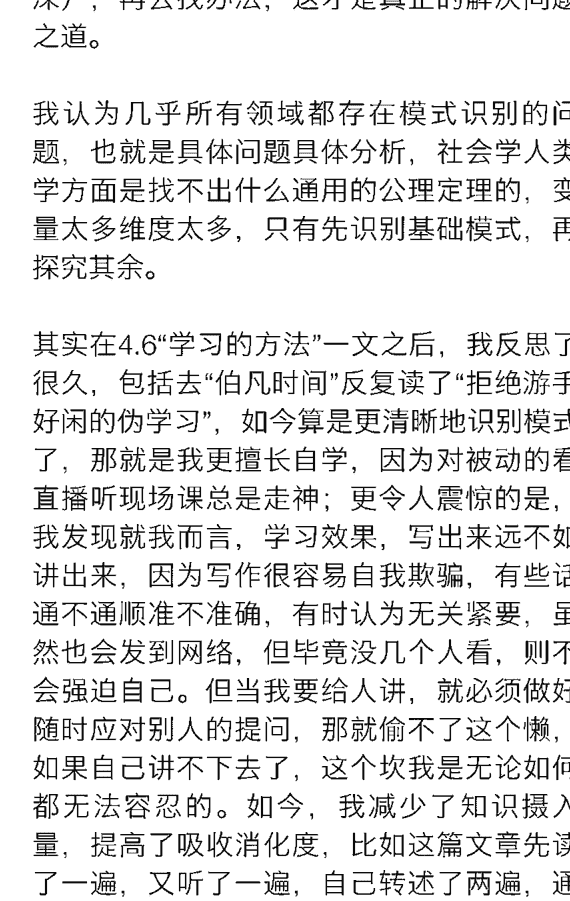 深），再去找办法，这才是真正的解决问题
之道。
我认为几乎所有领域都存在模式识别的问
题，也就是具体问题具体分析，社会学人类
学方面是找不出什么通用的公理定理的，变
量太多维度太多，只有先识别基础模式，再
探究其余。
其实在4.6“学习的方法”一文之后，我反思了
很久，包括去“伯凡时间”反复读了“拒绝游手
好闲的伪学习”，如今算是更清晰地识别模式
了，那就是我更擅长自学，因为对被动的看
直播听现场课总是走神；更令人震惊的是，
我发现就我而言，学习效果，写出来远不如
讲出来，因为写作很容易自我欺骗，有些话
通不通顺准不准确，有时认为无关紧要，虽
然也会发到网络，但毕竟没几个人看，则不
会强迫自己。但当我要给人讲，就必须做好
随时应对别人的提问，那就偷不了这个懒，
如果自己讲不下去了，这个坎我是无论如何
都无法容忍的。如今，我减少了知识摄入
量，提高了吸收消化度，比如这篇文章先读
了一遍，又听了一遍，自己转述了两遍，通